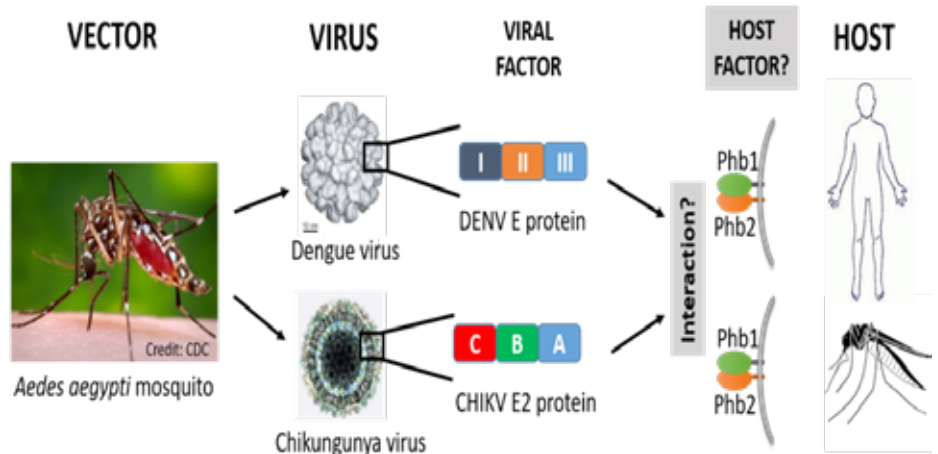 VECTOR
VIRUS
VIRAL
FACTOR
HOST
FACTOR?
HOST
Credit: CDC
Aedes aegypti mosquito
Dengue virus
Chikungunya virus
I II III
DENV E protein
C B A
CHIKV E2 protein
Interaction?
Phb1
Phb2
Phb1
Phb2